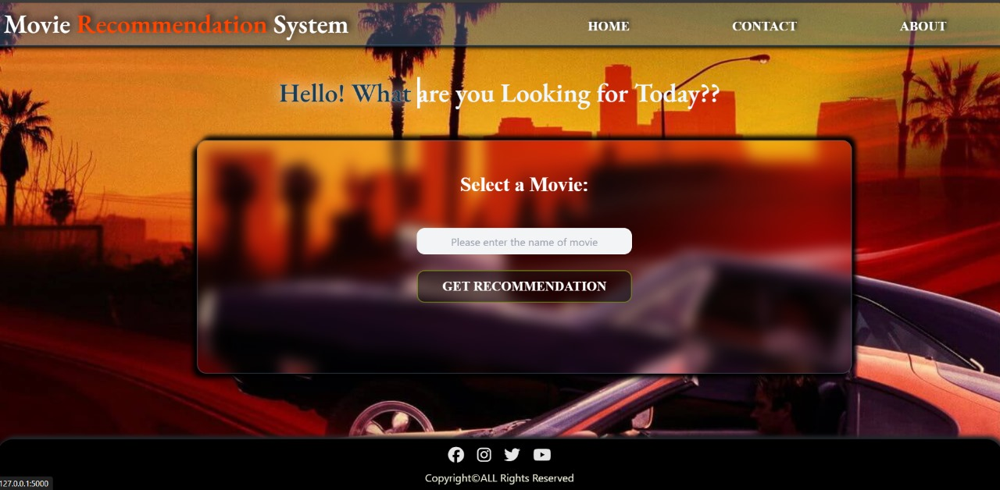 Movie Recommendation System
HOME
CONTACT
ABOUT
Hello! What are you Looking for Today??
Select a Movie:
Please enter the name of movie
GET RECOMMENDATION
Copyright©ALL Rights Reserved
127.0.0.1:5000